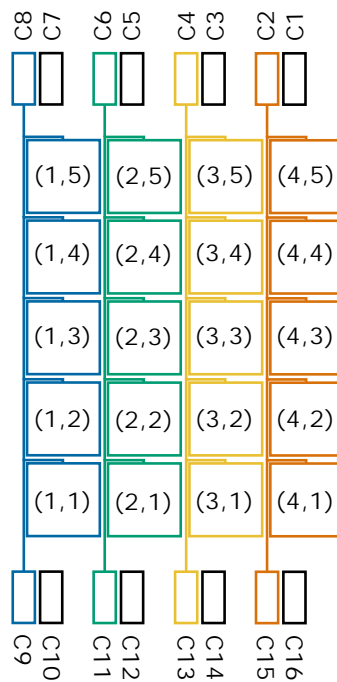 C8 C7 C6 C5 C4 C3 C2 C1
(1,5) (2,5) (3,5) (4,5)
(1,4) (2,4) (3,4) (4,4)
(1,3) (2,3) (3,3) (4,3)
(1,2) (2,2) (3,2) (4,2)
(1,1) (2,1) (3,1) (4,1)
C9 C10 C11 C12 C13 C14 C15 C16